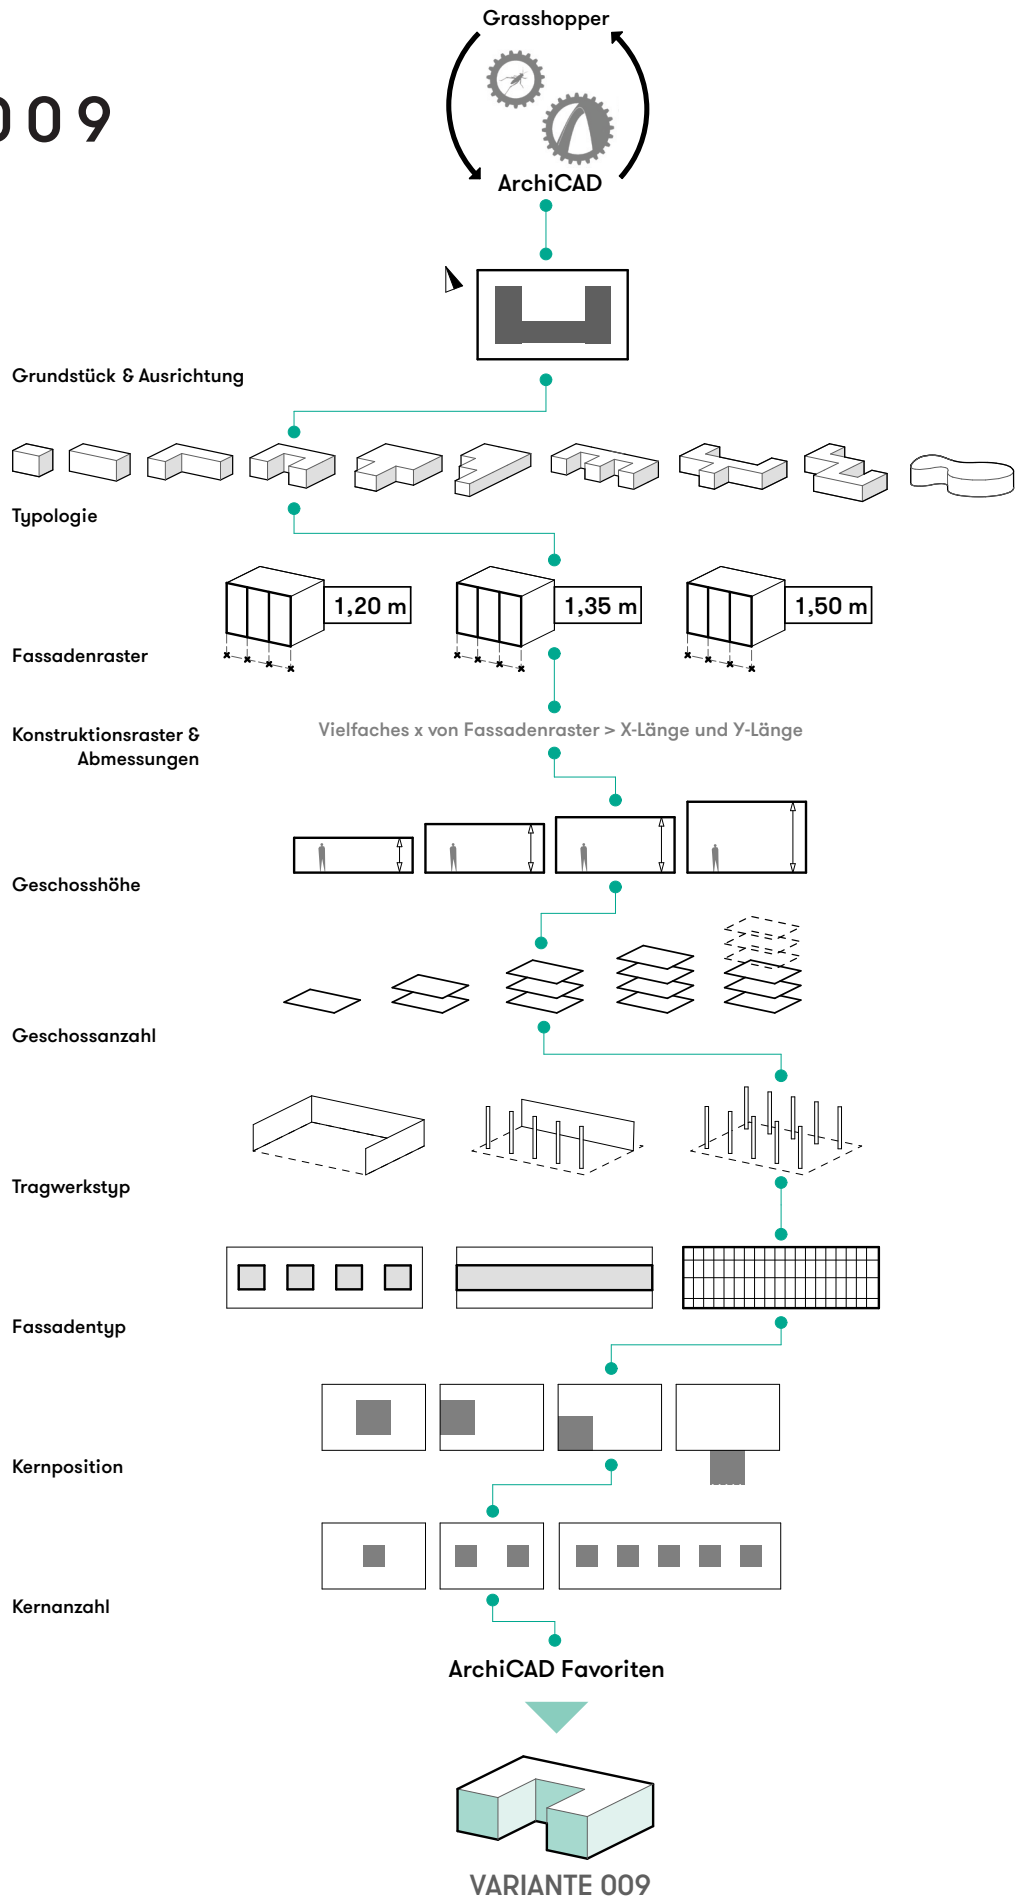 Grasshopper
009
ArchiCAD
Grundstück & Ausrichtung
Typologie
1,20 m
1,35 m
1,50 m
Fassadenraster
Konstruktionsraster &
Abmessungen
Vielfaches x von Fassadenraster > X-Länge und Y-Länge
Geschosshöhe
Geschossanzahl
Tragwerkstyp
Fassadentyp
Kernposition
Kernanzahl
ArchiCAD Favoriten
VARIANTE 009